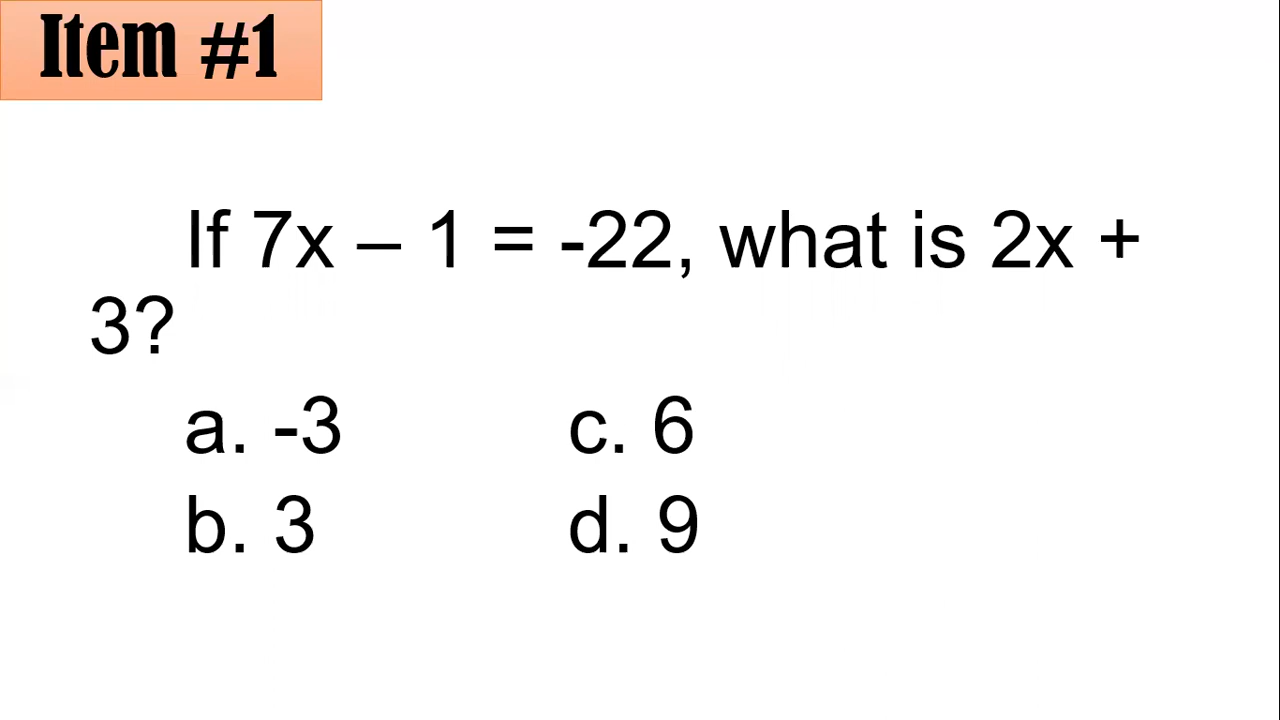 Item #1
If 7x – 1 = -22, what is 2x +
3?
a. -3 c. 6
b. 3 d. 9